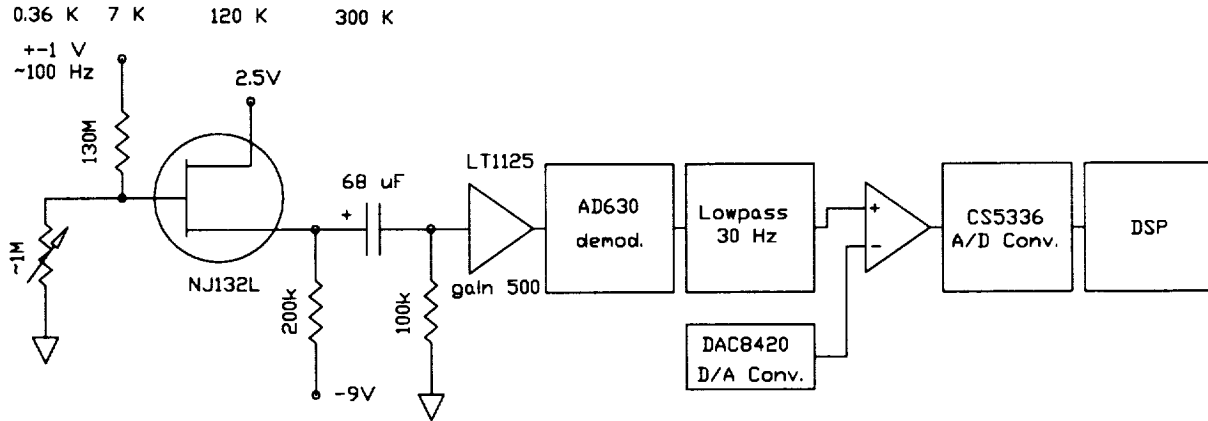 0.36 K 7 K 120 K 300 K
+-1 V
~100 Hz
2.5V
130M
~1M
NJ132L
68 uF
+
200k
-9V
100k
LT1125
gain 500
AD630
demod.
Lowpass
30 Hz
+
-
DAC8420
D/A Conv.
CS5336
A/D Conv.
DSP